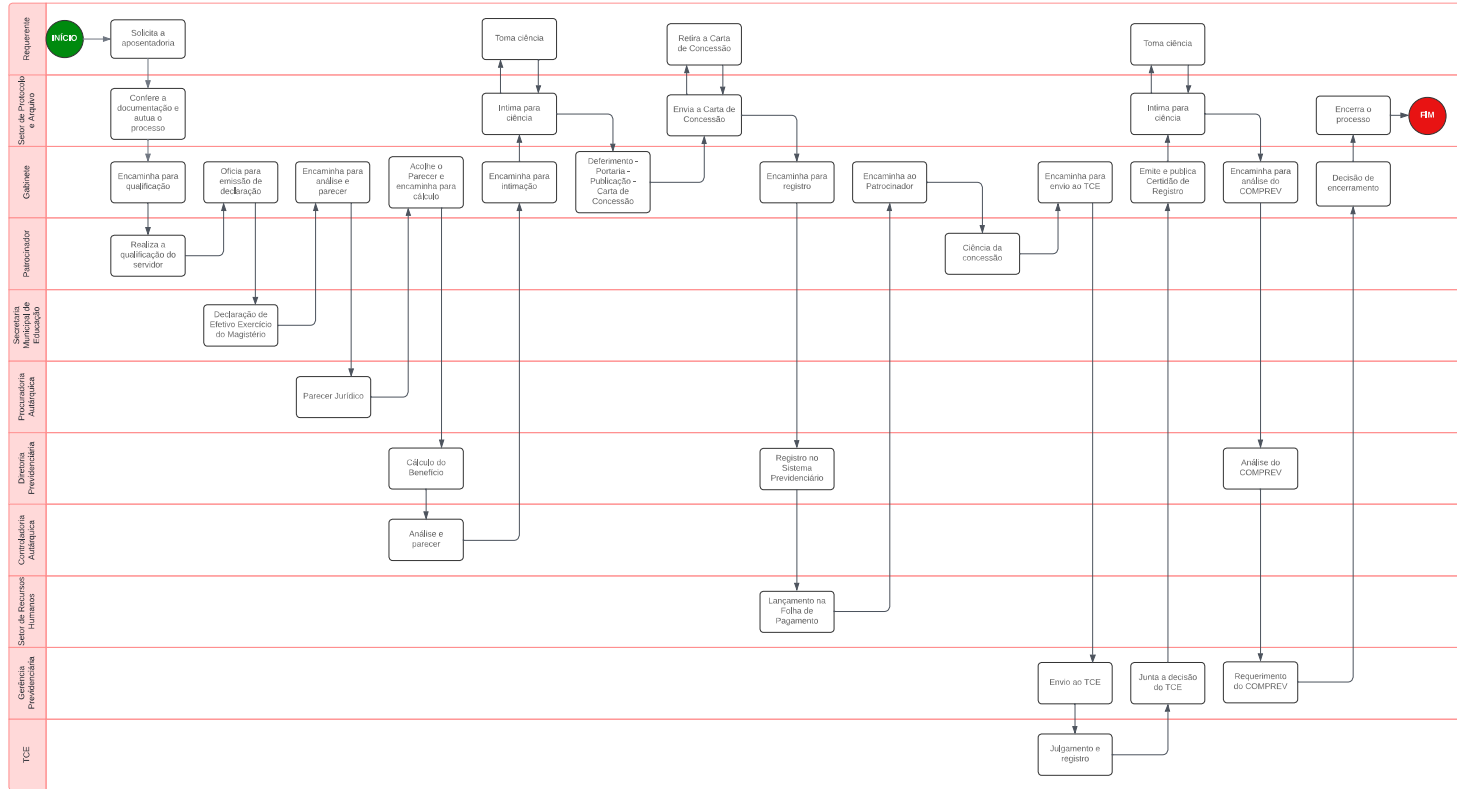 Requerente
INÍCIO
Solicita a
aposentadoria
Toma ciência
Retira a Carta
de Concessão
Toma ciência
Setor de Protocolo
e Arquivo
Confere a
documentação e
autua o
processo
Intima para
ciência
Envia a Carta de
Concessão
Intima para
ciência
Encerra o
processo
FIM
Gabinete
Encaminha para
qualificação
Oficia para
emissão de
declaração
Encaminha para
análise e
parecer
Acolhe o
Parecer e
encaminha para
cálculo
Encaminha para
intimação
Deferimento -
Portaria -
Publicação -
Carta de
Concessão
Encaminha para
registro
Encaminha ao
Patrocinador
Encaminha para
envio ao TCE
Emite e publica
Certidão de
Registro
Encaminha para
análise do
COMPREV
Decisão de
encerramento
Patrocinador
Realiza a
qualificação do
servidor
Ciência da
concessão
Secretaria
Municipal de
Educação
Declaração de
Efetivo Exercício
do Magistério
Procuradoria
Autárquica
Parecer Jurídico
Diretoria
Previdenciária
Cálculo do
Benefício
Registro no
Sistema
Previdenciário
Análise do
COMPREV
Controladoria
Autárquica
Análise e
parecer
Setor de Recursos
Humanos
Lançamento na
Folha de
Pagamento
Gerência
Previdenciária
Envio ao TCE
Junta a decisão
do TCE
Requerimento
do COMPREV
TCE
Julgamento e
registro